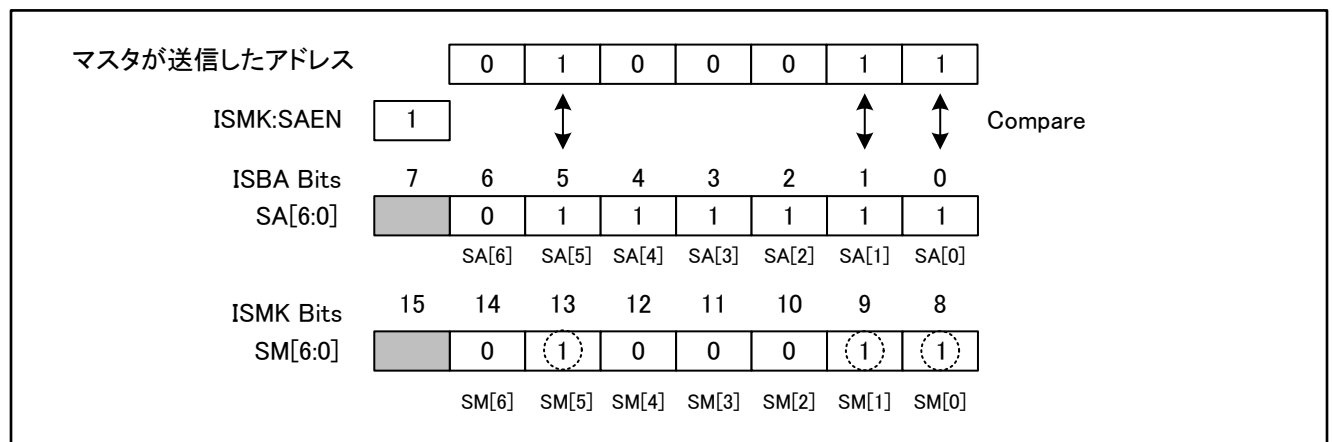 マスタが送信したアドレス 0 1 0 0 0 1 1
ISMK:SAEN 1 Compare
ISBA Bits 7 6 5 4 3 2 1 0
SA[6:0] 0 1 1 1 1 1 1
SA[6] SA[5] SA[4] SA[3] SA[2] SA[1] SA[0]
ISMK Bits 15 14 13 12 11 10 9 8
SM[6:0] 0 1 0 0 0 1 1
SM[6] SM[5] SM[4] SM[3] SM[2] SM[1] SM[0]